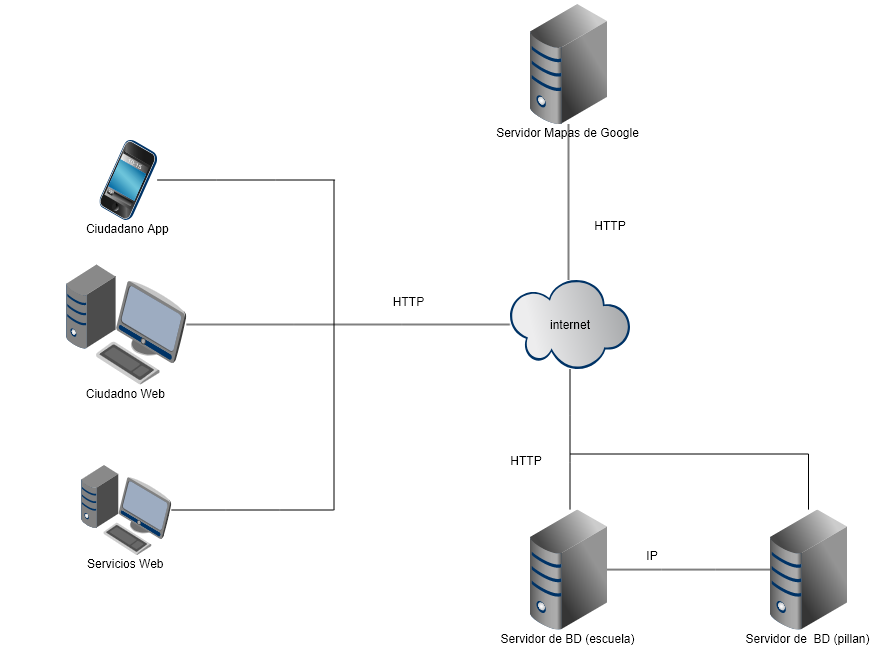 Servidor Mapas de Google
Ciudadano App
HTTP
HTTP
internet
Ciudadno Web
HTTP
IP
Servicios Web
Servidor de BD (escuela)
Servidor de  BD (pillan)